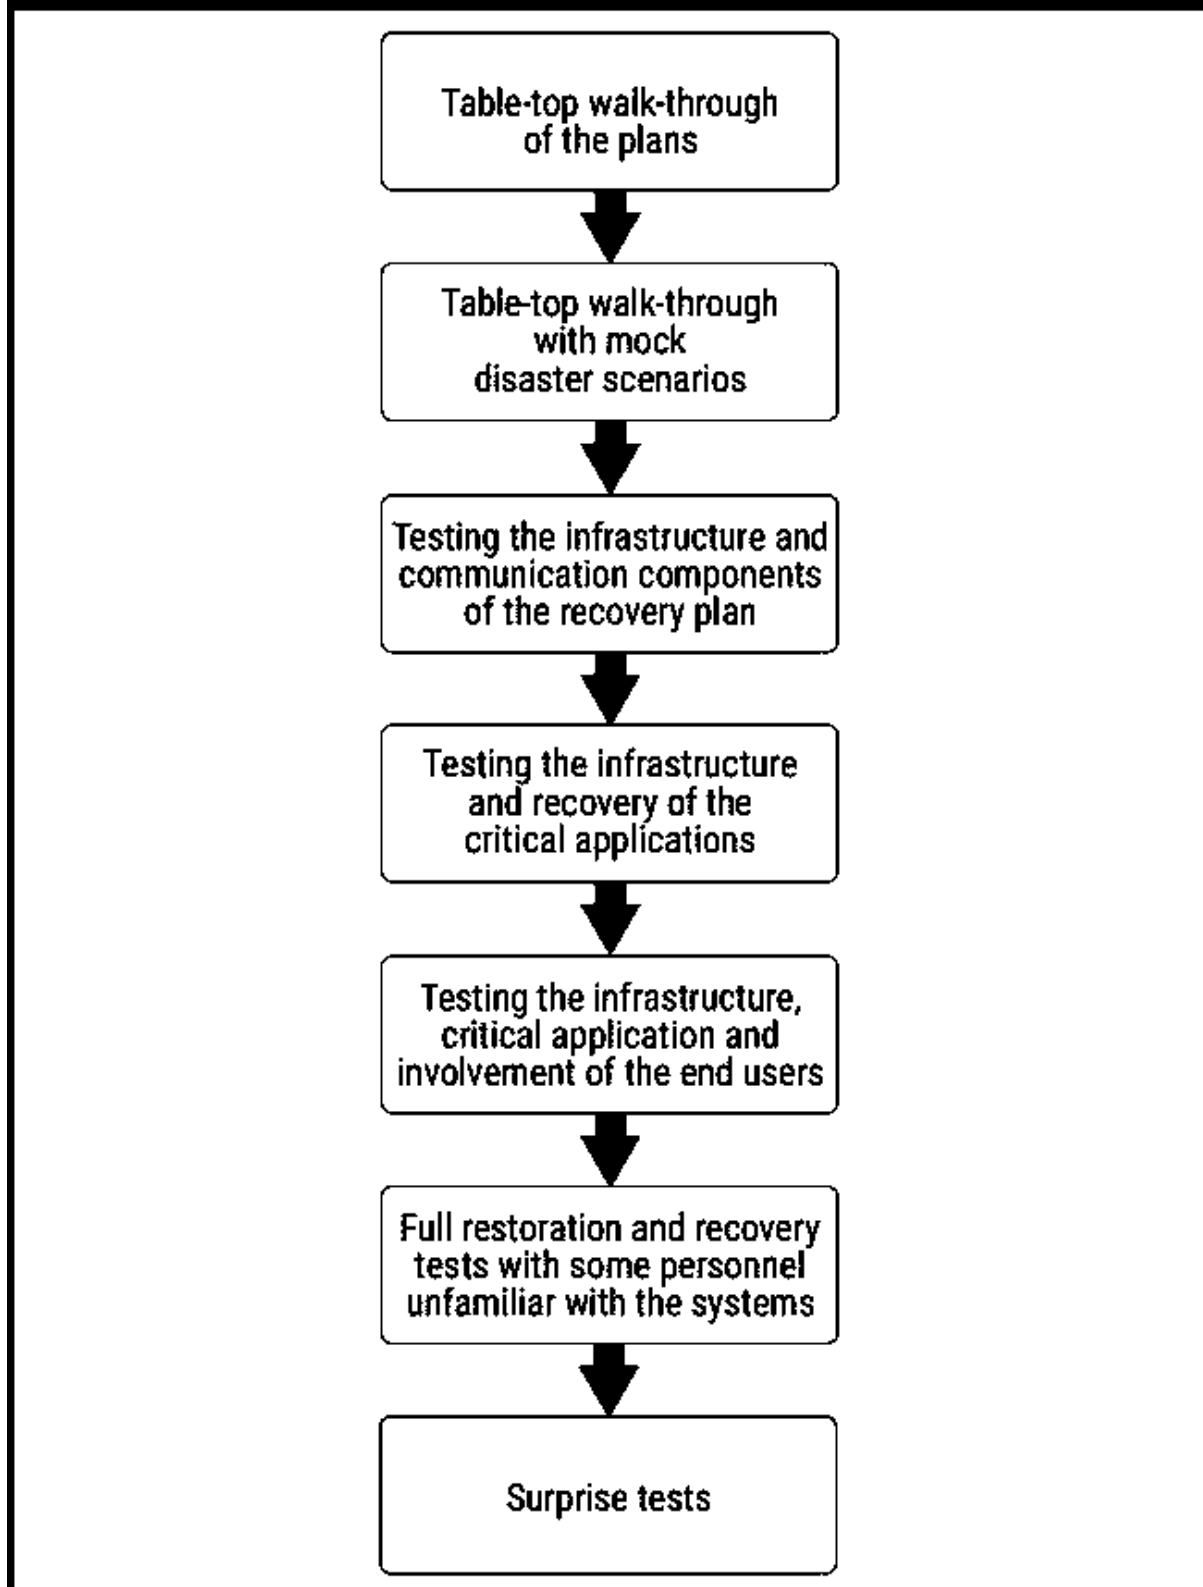 Table-top walk-through
of the plans
Table-top walk-through
with mock
disaster scenarios
Testing the infrastructure and
communication components
of the recovery plan
Testing the infrastructure
and recovery of the
critical applications
Testing the infrastructure,
critical application and
involvement of the end users
Full restoration and recovery
tests with some personnel
unfamiliar with the systems
Surprise tests